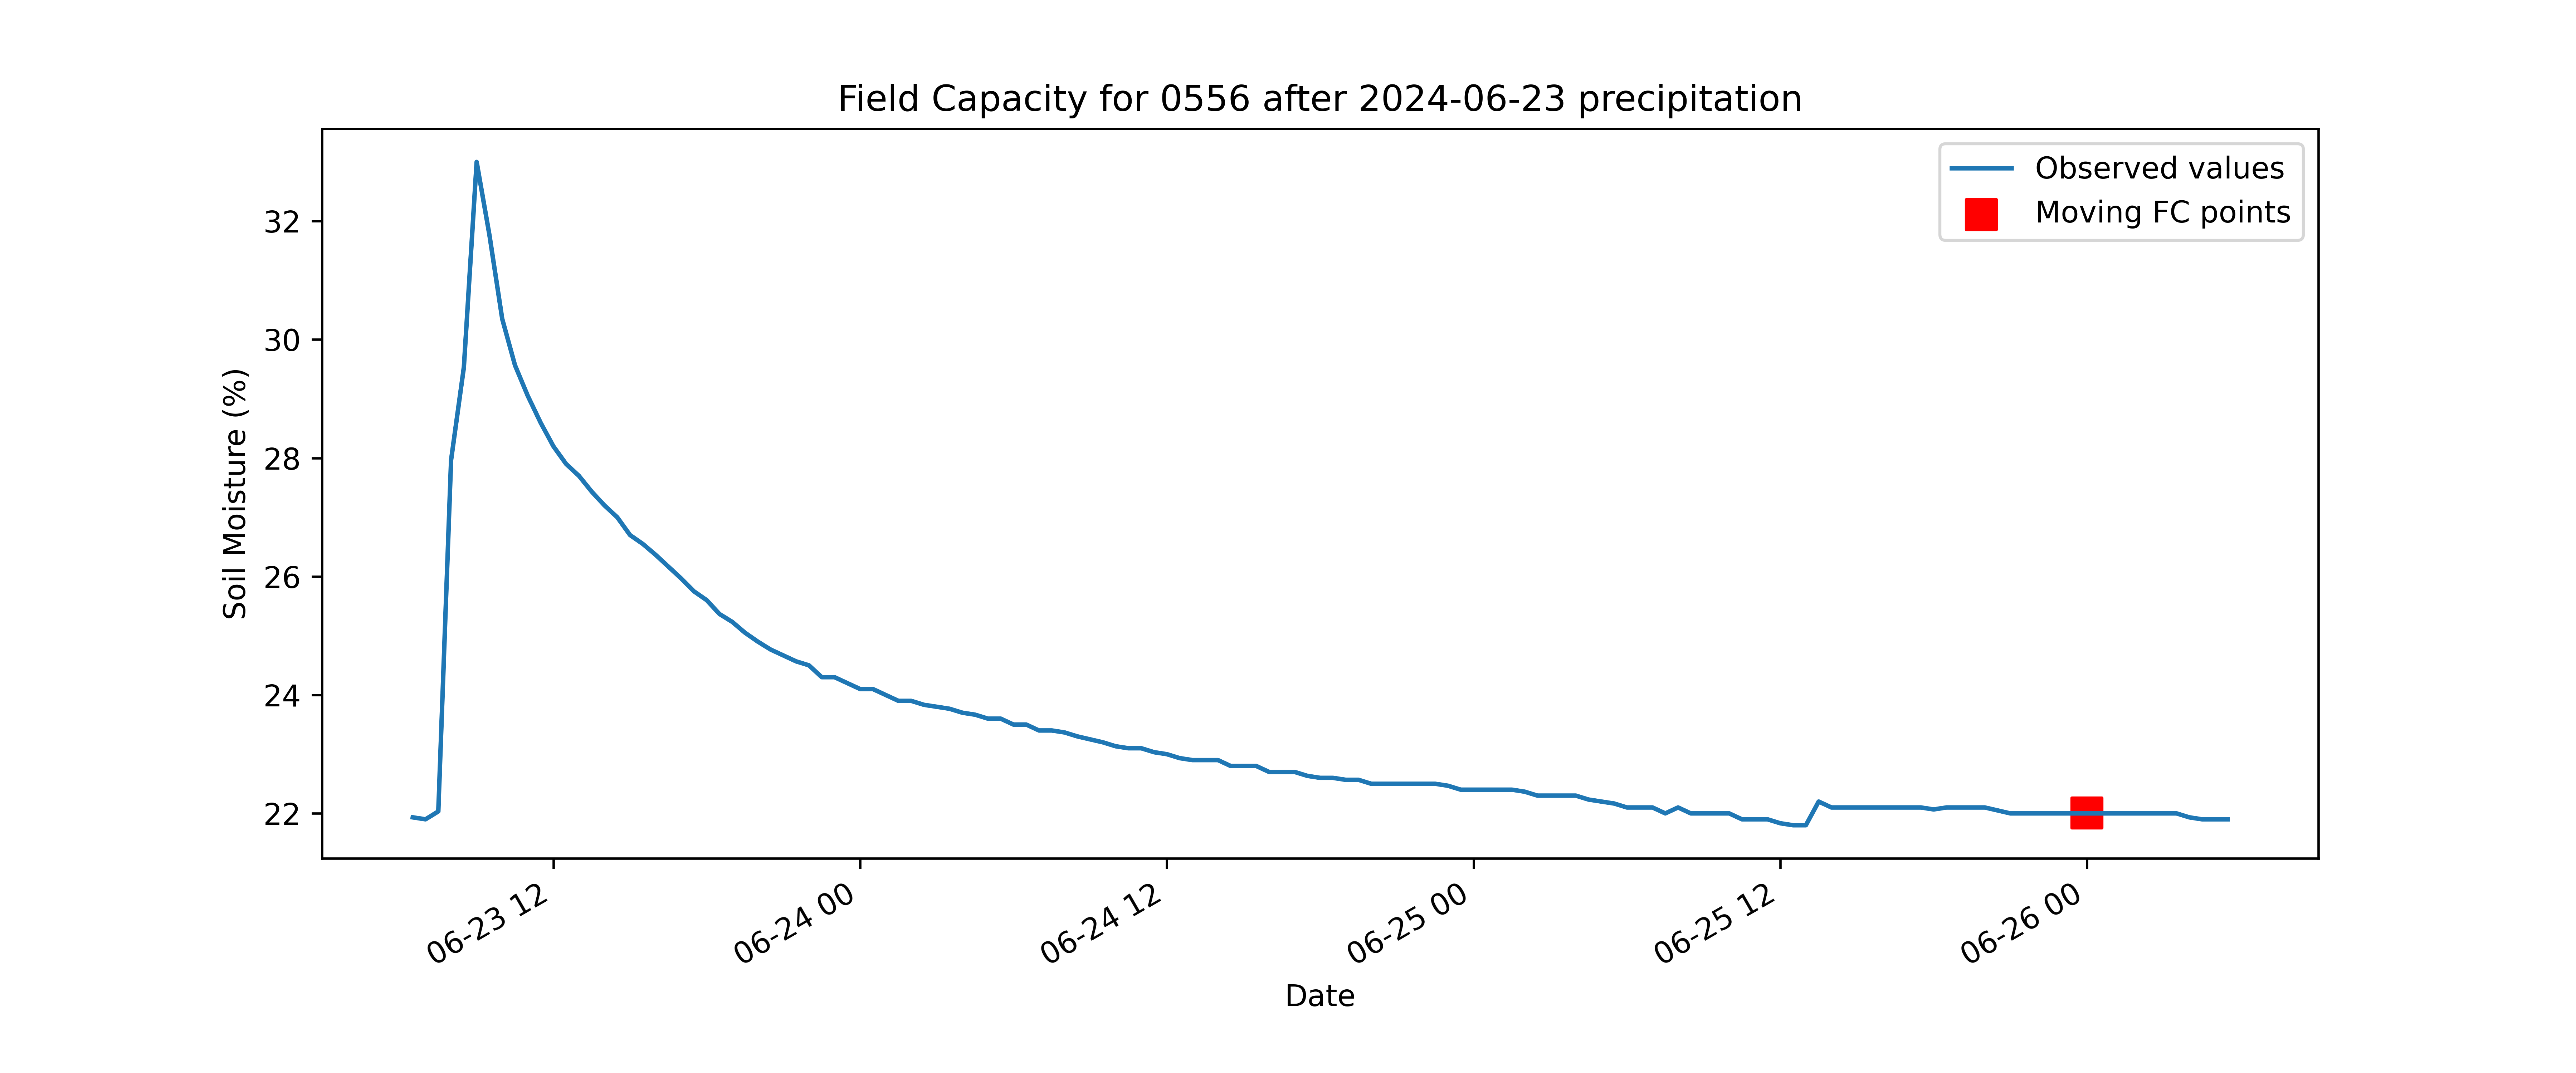 Field Capacity for 0556 after 2024-06-23 precipitation
Observed values
Moving FC points
Soil Moisture (%)
32
30
28
26
24
22
06-23 12
06-24 00
06-24 12
06-25 00
06-25 12
06-26 00
Date